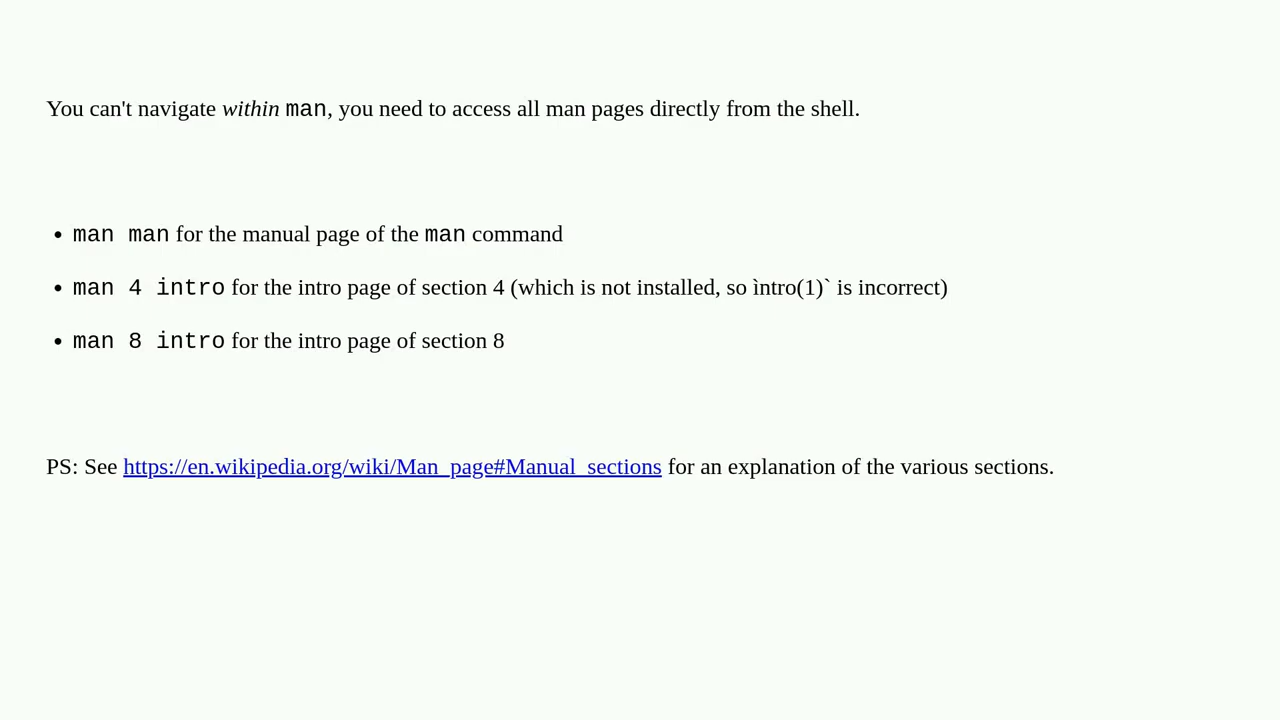 You can't navigate within man, you need to access all man pages directly from the shell.
• man man for the manual page of the man command
• man 4 intro for the intro page of section 4 (which is not installed, so ìntro(1)` is incorrect)
• man 8 intro for the intro page of section 8
PS: See https://en.wikipedia.org/wiki/Man_page#Manual_sections for an explanation of the various sections.